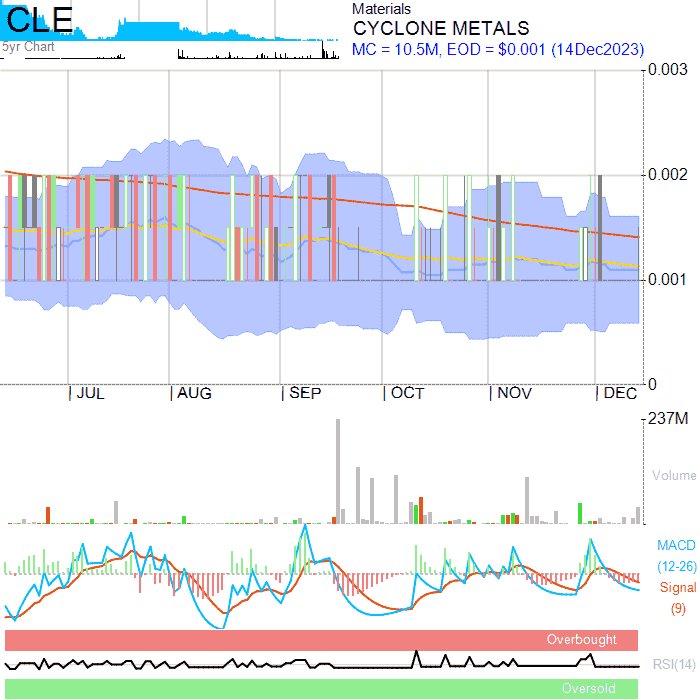 CLE
5yr Chart
Materials
CYCLONE METALS
MC = 10.5M, EOD = $0.001 (14Dec2023)
0.003
0.002
0.001
0
| JUL | AUG | SEP | OCT | NOV | DEC
237M
Volume
MACD
(12-26)
Signal
(9)
Overbought
RSI(14)
Oversold